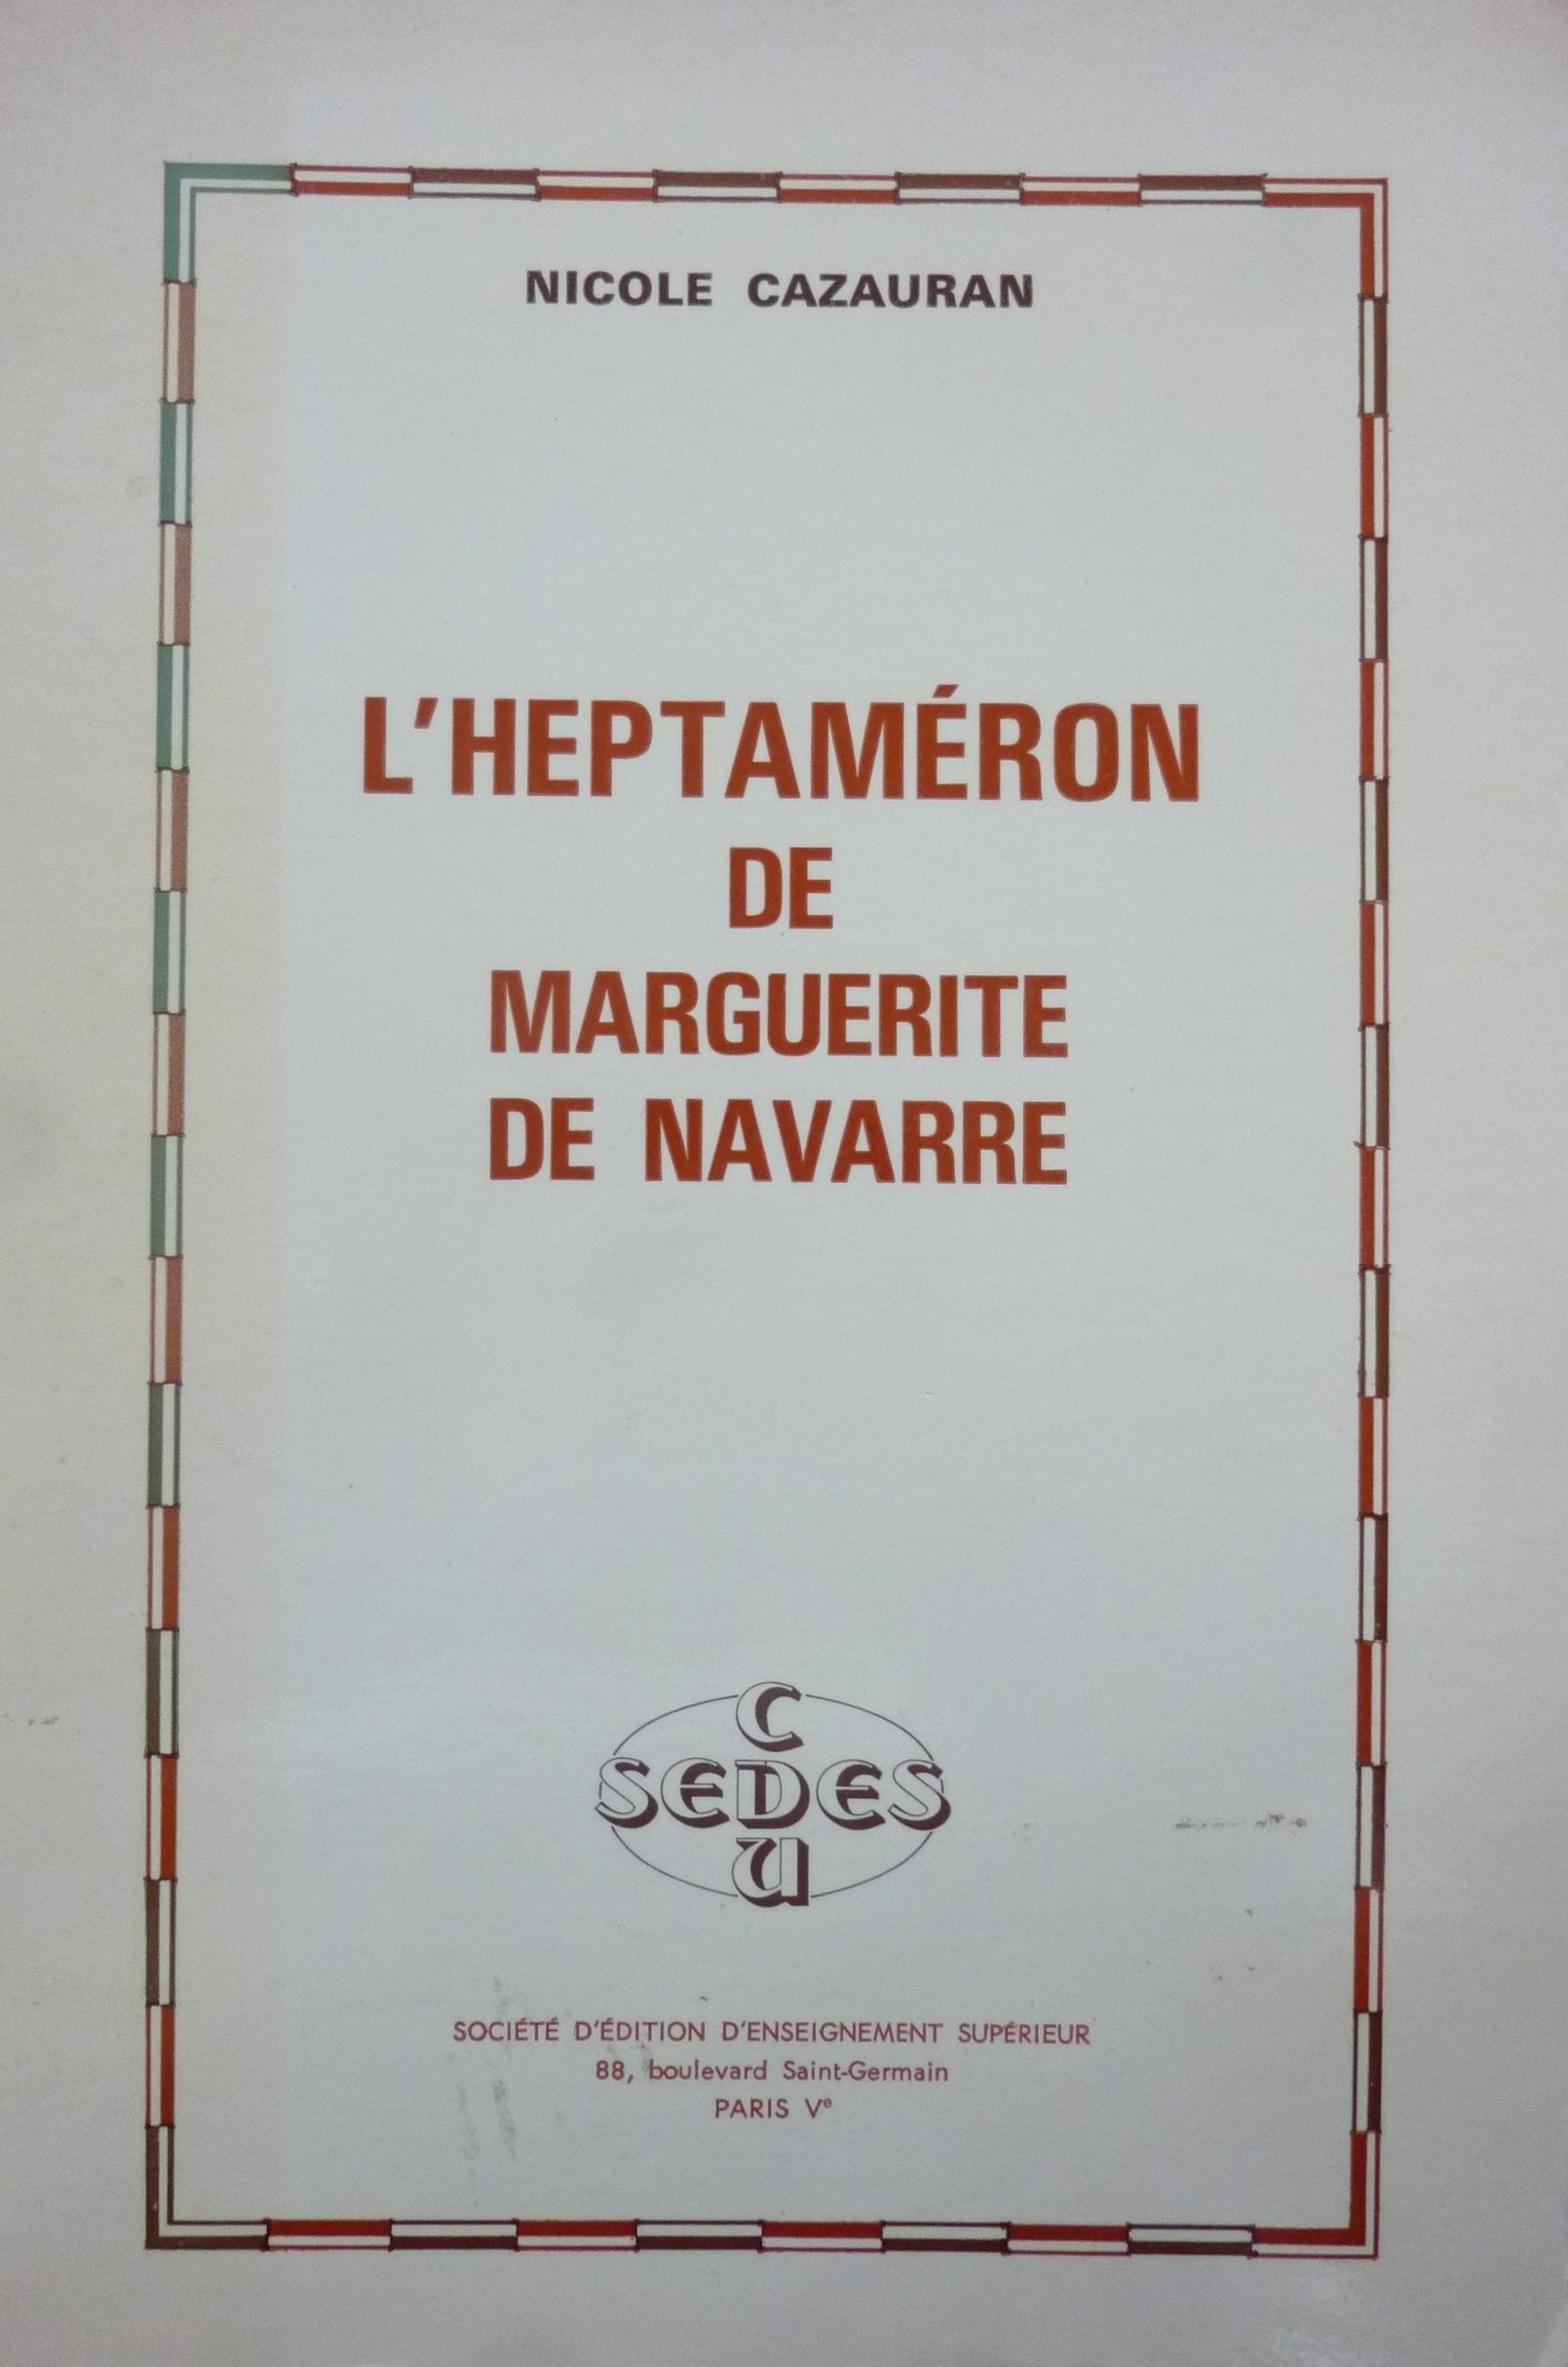 NICOLE CAZAURAN
L'HEPTAMÉRON
DE
MARGUERITE
DE NAVARRE
C
SEDES
U
SOCIÉTÉ D'ÉDITION D'ENSEIGNEMENT SUPÉRIEUR
88, boulevard Saint-Germain
PARIS Vᵉ